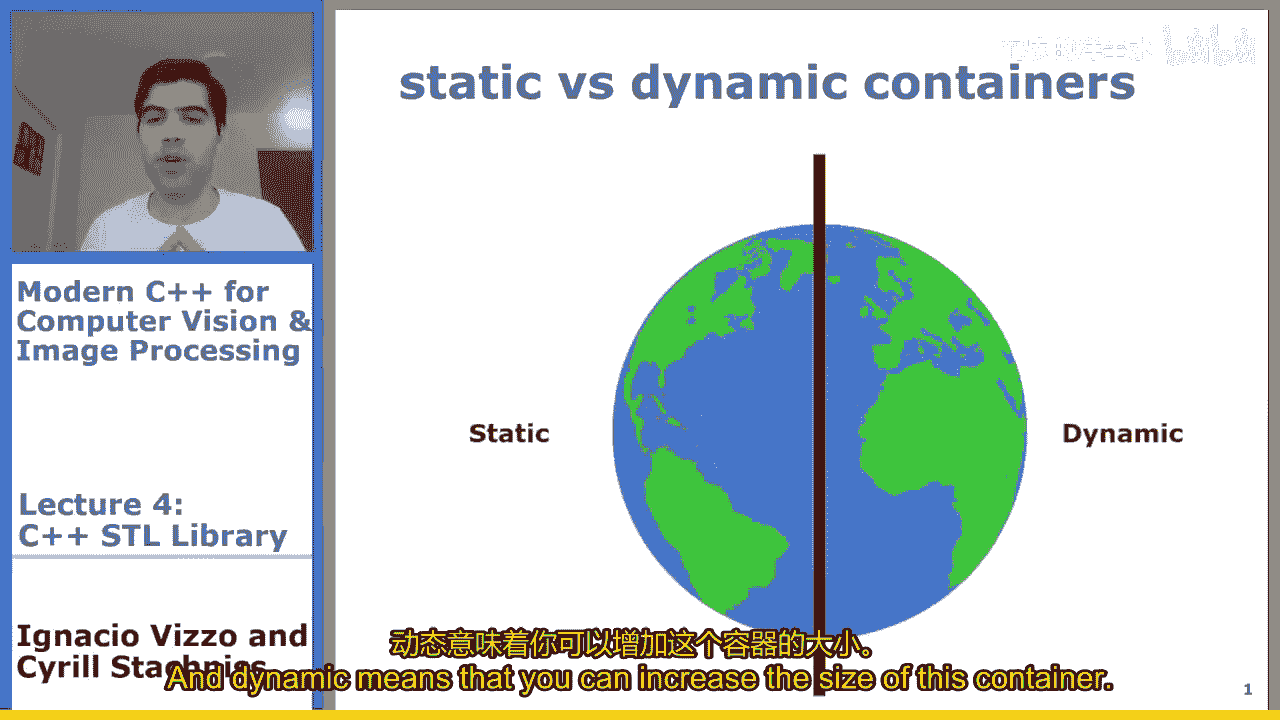 static vs dynamic containers
Modern C++ for
Computer Vision &
Image Processing
Static
Dynamic
Lecture 4:
C++ STL Library
Ignacio Vizzo and
Cyrill Stachniss
动态意味着你可以增加这个容器的大小。
And dynamic means that you can increase the size of this container.
1